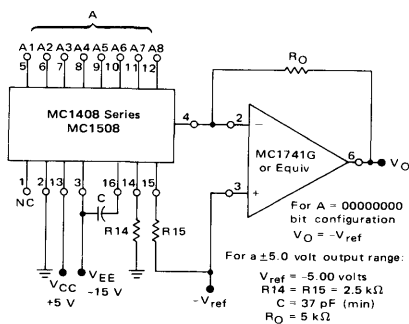 A
A1 A2 A3 A4 A5 A6 A7 A8
5 6 7 8 9 10 11 12
MC1408 Series
MC1508
4
2
RO
−
MC1741G
or Equiv
6
VO
3
+
1 2 13 3 16 14 15
NC
C
R14
R15
VCC
+5 V
VEE
-15 V
-Vref
For A = 00000000
bit configuration
VO = -Vref
For a ±5.0 volt output range:
Vref = -5.00 volts
R14 = R15 = 2.5 kΩ
C = 37 pF (min)
RO = 5 kΩ